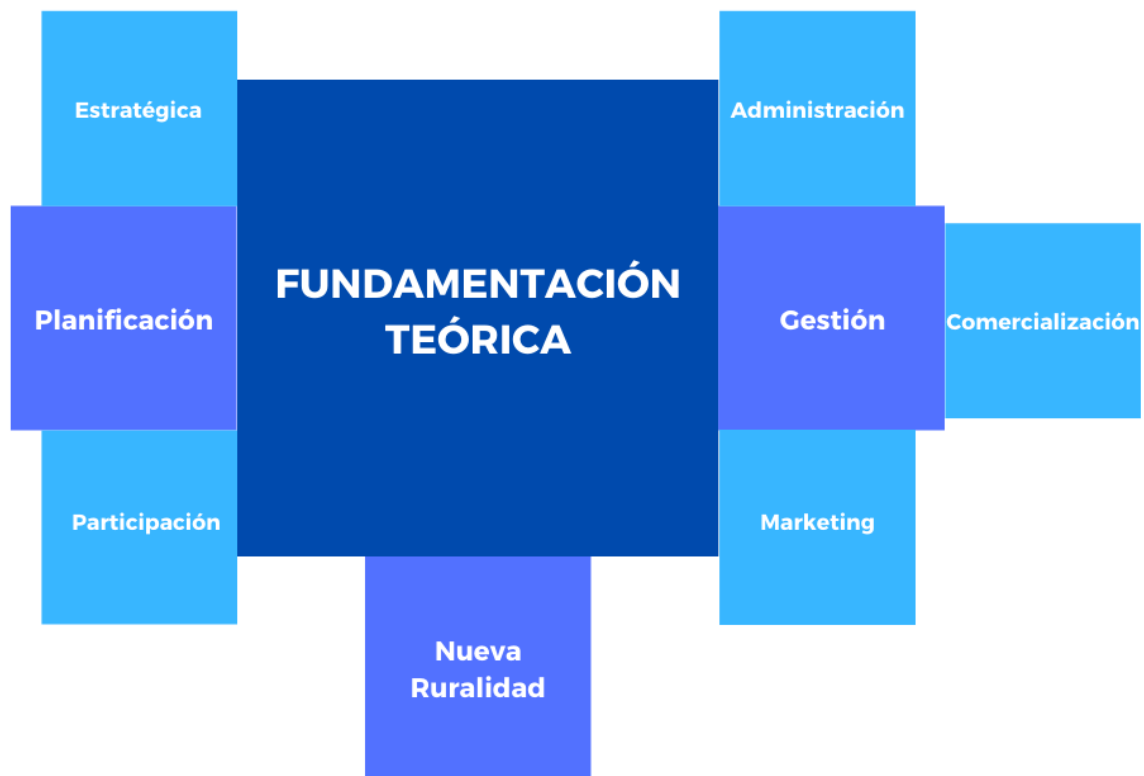 Estratégica
Administración
FUNDAMENTACIÓN
TEÓRICA
Planificación
Gestión
Comercialización
Participación
Marketing
Nueva
Ruralidad